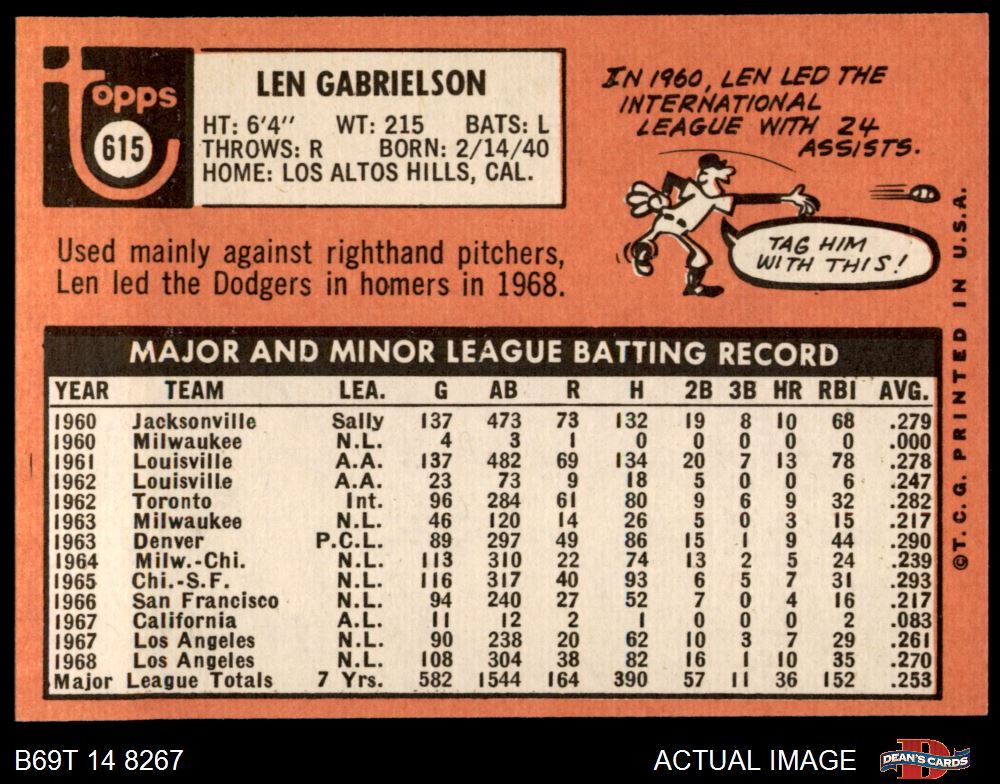 Topps
615
LEN GABRIELSON
HT: 6'4" WT: 215 BATS: L
THROWS: R BORN: 2/14/40
HOME: LOS ALTOS HILLS, CAL.
IN 1960, LEN LED THE
INTERNATIONAL
LEAGUE WITH 24
ASSISTS.
TAG HIM
WITH THIS!
Used mainly against righthand pitchers,
Len led the Dodgers in homers in 1968.
MAJOR AND MINOR LEAGUE BATTING RECORD
YEAR TEAM LEA. G AB R H 2B 3B HR RBI AVG.
1960 Jacksonville Sally 137 473 73 132 19 8 10 68 .279
1960 Milwaukee N.L. 4 3 1 0 0 0 0 0 .000
1961 Louisville A.A. 137 482 69 134 20 7 13 78 .278
1962 Louisville A.A. 23 73 9 18 5 0 0 6 .247
1962 Toronto Int. 96 284 61 80 9 6 9 32 .282
1963 Milwaukee N.L. 46 120 14 26 5 0 3 15 .217
1963 Denver P.C.L. 89 297 49 86 15 1 9 44 .290
1964 Milw.-Chi. N.L. 113 310 22 74 13 2 5 24 .239
1965 Chi.-S.F. N.L. 116 317 40 93 6 5 7 31 .293
1966 San Francisco N.L. 94 240 27 52 7 0 4 16 .217
1967 California A.L. 11 12 2 1 0 0 0 2 .083
1967 Los Angeles N.L. 90 238 20 62 10 3 7 29 .261
1968 Los Angeles N.L. 108 304 38 82 16 1 10 35 .270
Major League Totals 7 Yrs. 582 1544 164 390 57 11 36 152 .253
©T. C. G. PRINTED IN U.S.A.
B69T 14 8267
ACTUAL IMAGE
DEAN'S CARDS